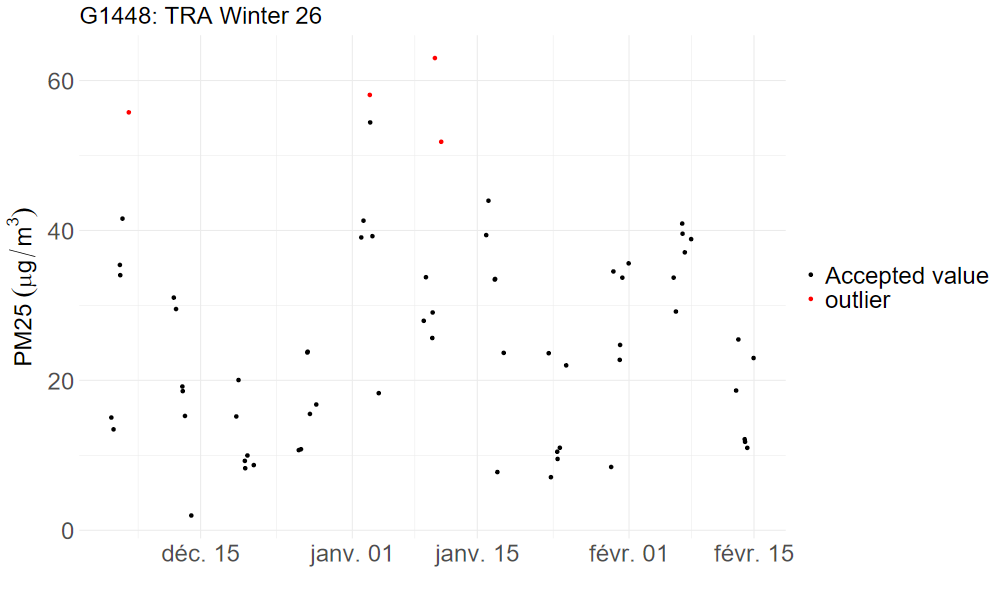 G1448: TRA Winter 26
PM25 (μg/m³)
60
40
20
0
déc. 15
janv. 01
janv. 15
févr. 01
févr. 15
Accepted value
outlier